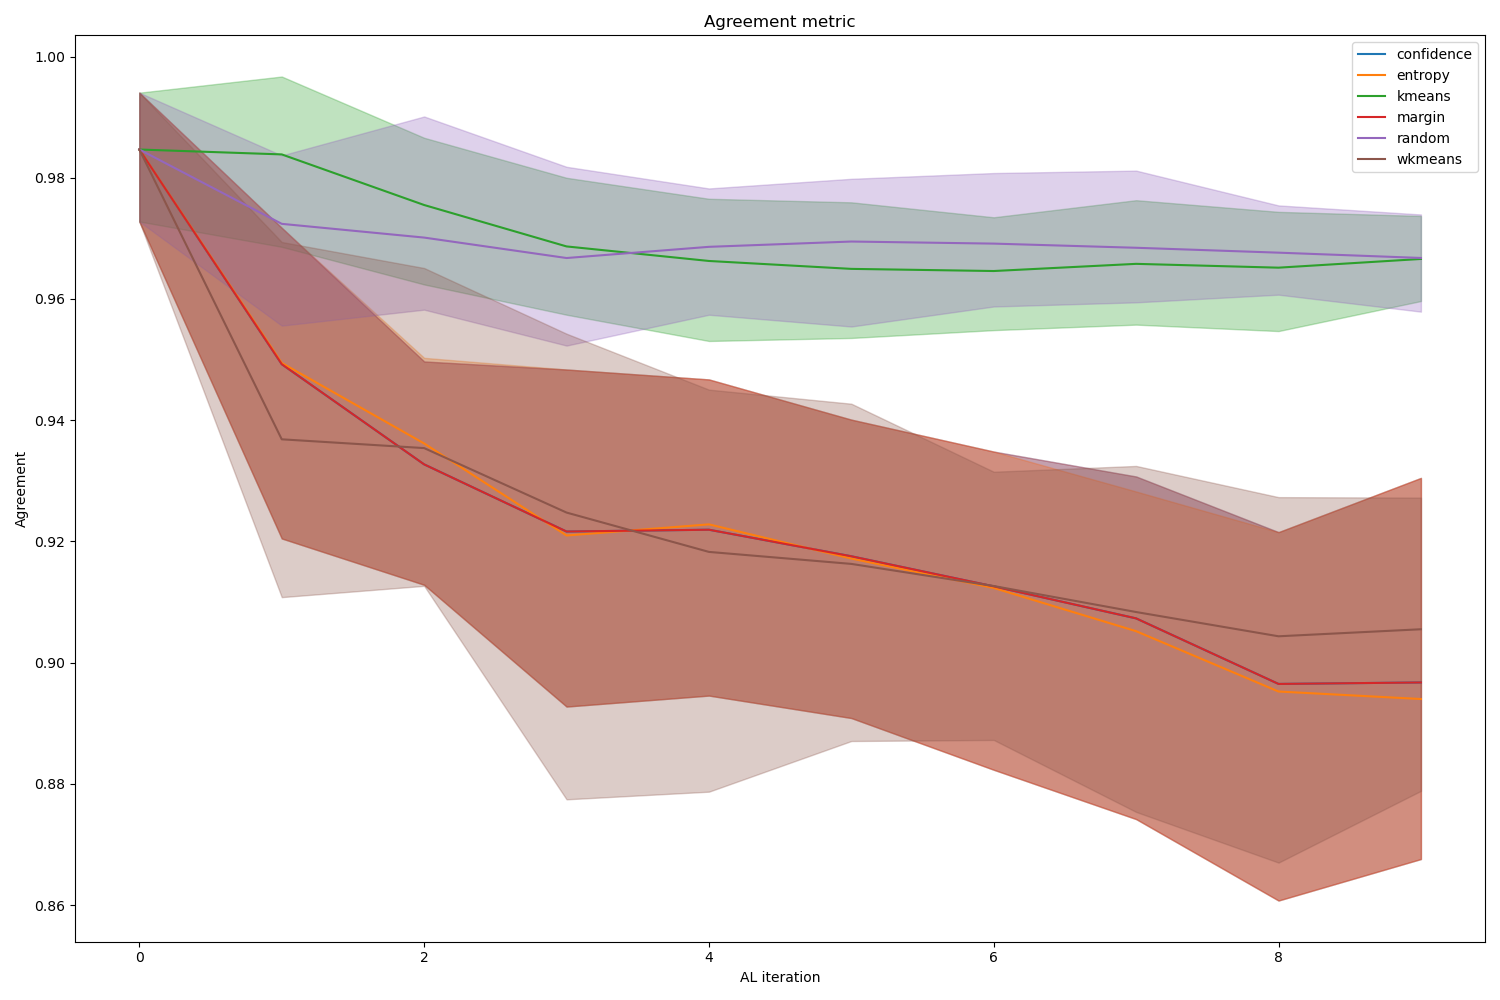 Agreement metric
1.00
0.98
0.96
0.94
0.92
0.90
0.88
0.86
Agreement
confidence
entropy
kmeans
margin
random
wkmeans
0 2 4 6 8
AL iteration